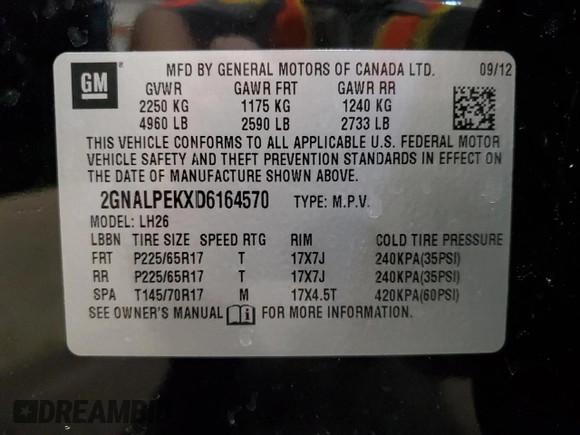 GM ® MFD BY GENERAL MOTORS OF CANADA LTD. 09/12
GVWR GAWR FRT GAWR RR
2250 KG 1175 KG 1240 KG
4960 LB 2590 LB 2733 LB
THIS VEHICLE CONFORMS TO ALL APPLICABLE U.S. FEDERAL MOTOR
VEHICLE SAFETY AND THEFT PREVENTION STANDARDS IN EFFECT ON
THE DATE OF MANUFACTURE SHOWN ABOVE.
2GNALPEKXD6164570 TYPE: M.P.V.
MODEL: LH26
LBBN TIRE SIZE SPEED RTG RIM COLD TIRE PRESSURE
FRT P225/65R17 T 17X7J 240KPA(35PSI)
RR P225/65R17 T 17X7J 240KPA(35PSI)
SPA T145/70R17 M 17X4.5T 420KPA(60PSI)
SEE OWNER'S MANUAL FOR MORE INFORMATION.
DREAMBID